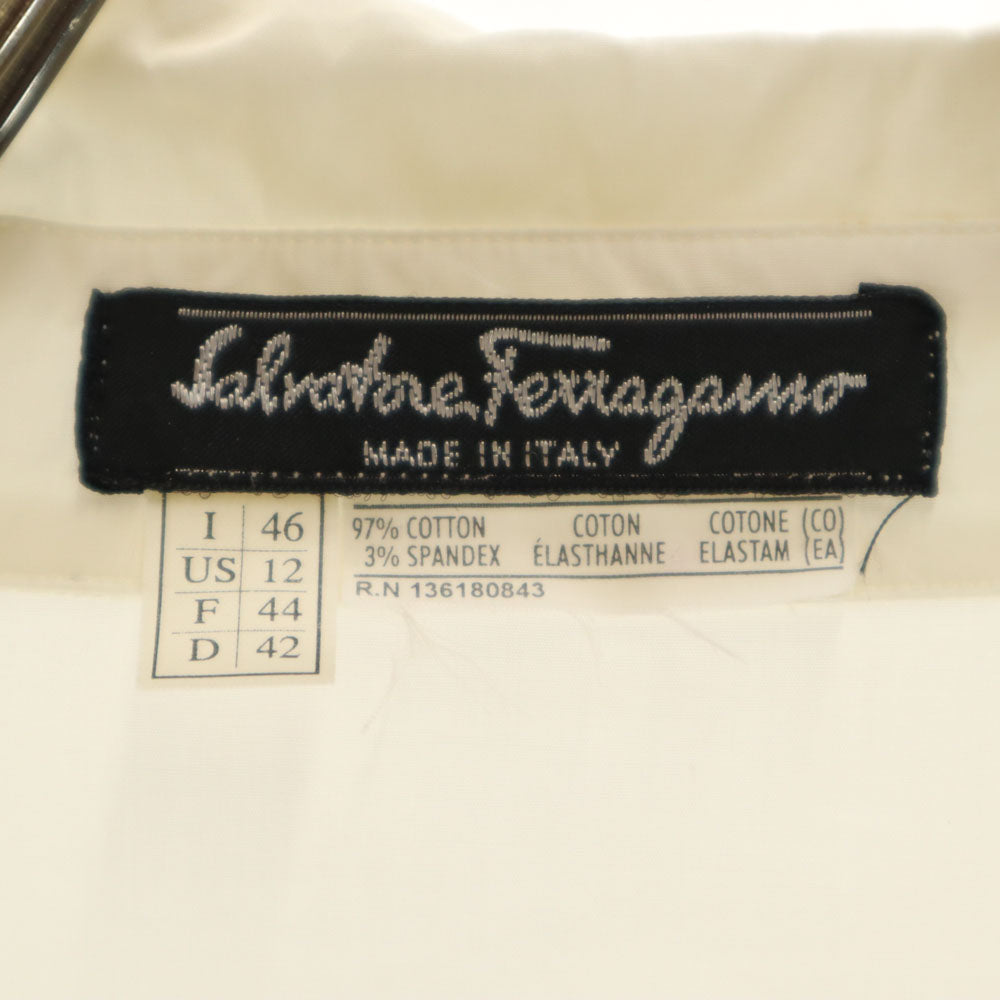 Salvatore Ferragamo
MADE IN ITALY
I 46
US 12
F 44
D 42
97% COTTON COTON COTONE (CO)
3% SPANDEX ÉLASTHANNE ELASTAM (EA)
R.N 136180843